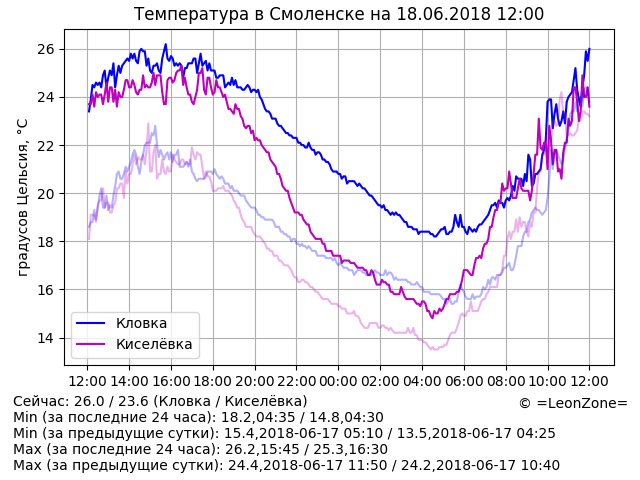 Температура в Смоленске на 18.06.2018 12:00
градусов Цельсия, °C
26
24
22
20
18
16
14
Кловка
Киселёвка
12:00 14:00 16:00 18:00 20:00 22:00 00:00 02:00 04:00 06:00 08:00 10:00 12:00
Сейчас: 26.0 / 23.6 (Кловка / Киселёвка)
© =LeonZone=
Min (за последние 24 часа): 18.2,04:35 / 14.8,04:30
Min (за предыдущие сутки): 15.4,2018-06-17 05:10 / 13.5,2018-06-17 04:25
Max (за последние 24 часа): 26.2,15:45 / 25.3,16:30
Max (за предыдущие сутки): 24.4,2018-06-17 11:50 / 24.2,2018-06-17 10:40